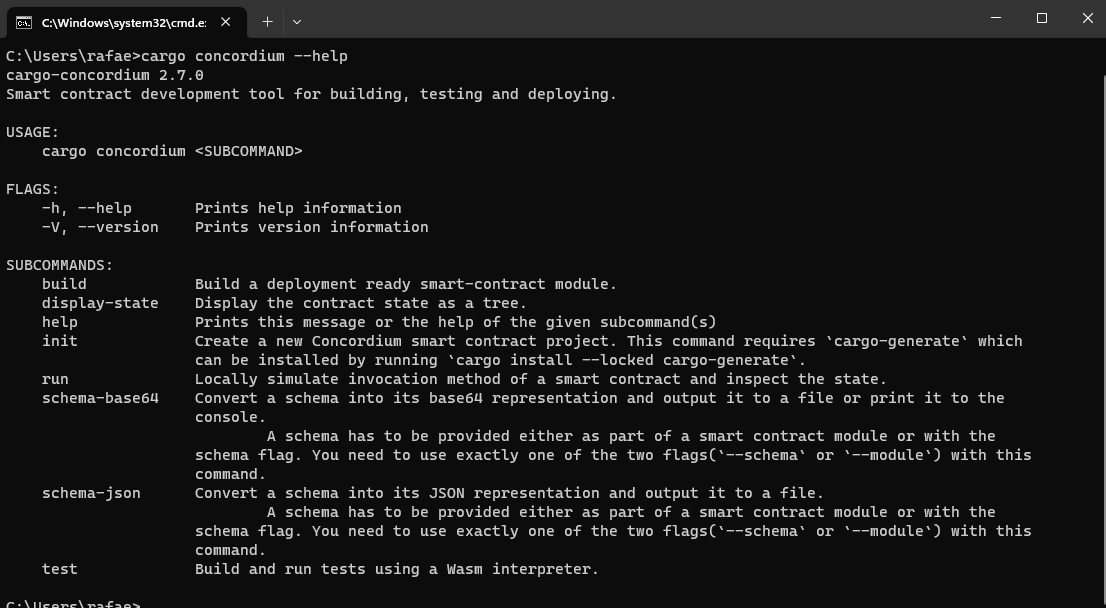 C:\Windows\system32\cmd.e:
C:\Users\rafae>cargo concordium --help
cargo-concordium 2.7.0
Smart contract development tool for building, testing and deploying.
USAGE:
    cargo concordium <SUBCOMMAND>
FLAGS:
    -h, --help       Prints help information
    -V, --version    Prints version information
SUBCOMMANDS:
    build            Build a deployment ready smart-contract module.
    display-state    Display the contract state as a tree.
    help             Prints this message or the help of the given subcommand(s)
    init             Create a new Concordium smart contract project. This command requires `cargo-generate` which
                     can be installed by running `cargo install --locked cargo-generate`.
    run              Locally simulate invocation method of a smart contract and inspect the state.
    schema-base64    Convert a schema into its base64 representation and output it to a file or print it to the
                     console.
                             A schema has to be provided either as part of a smart contract module or with the
                     schema flag. You need to use exactly one of the two flags(`--schema` or `--module`) with this
                     command.
    schema-json      Convert a schema into its JSON representation and output it to a file.
                             A schema has to be provided either as part of a smart contract module or with the
                     schema flag. You need to use exactly one of the two flags(`--schema` or `--module`) with this
                     command.
    test             Build and run tests using a Wasm interpreter.
C:\Users\rafae>